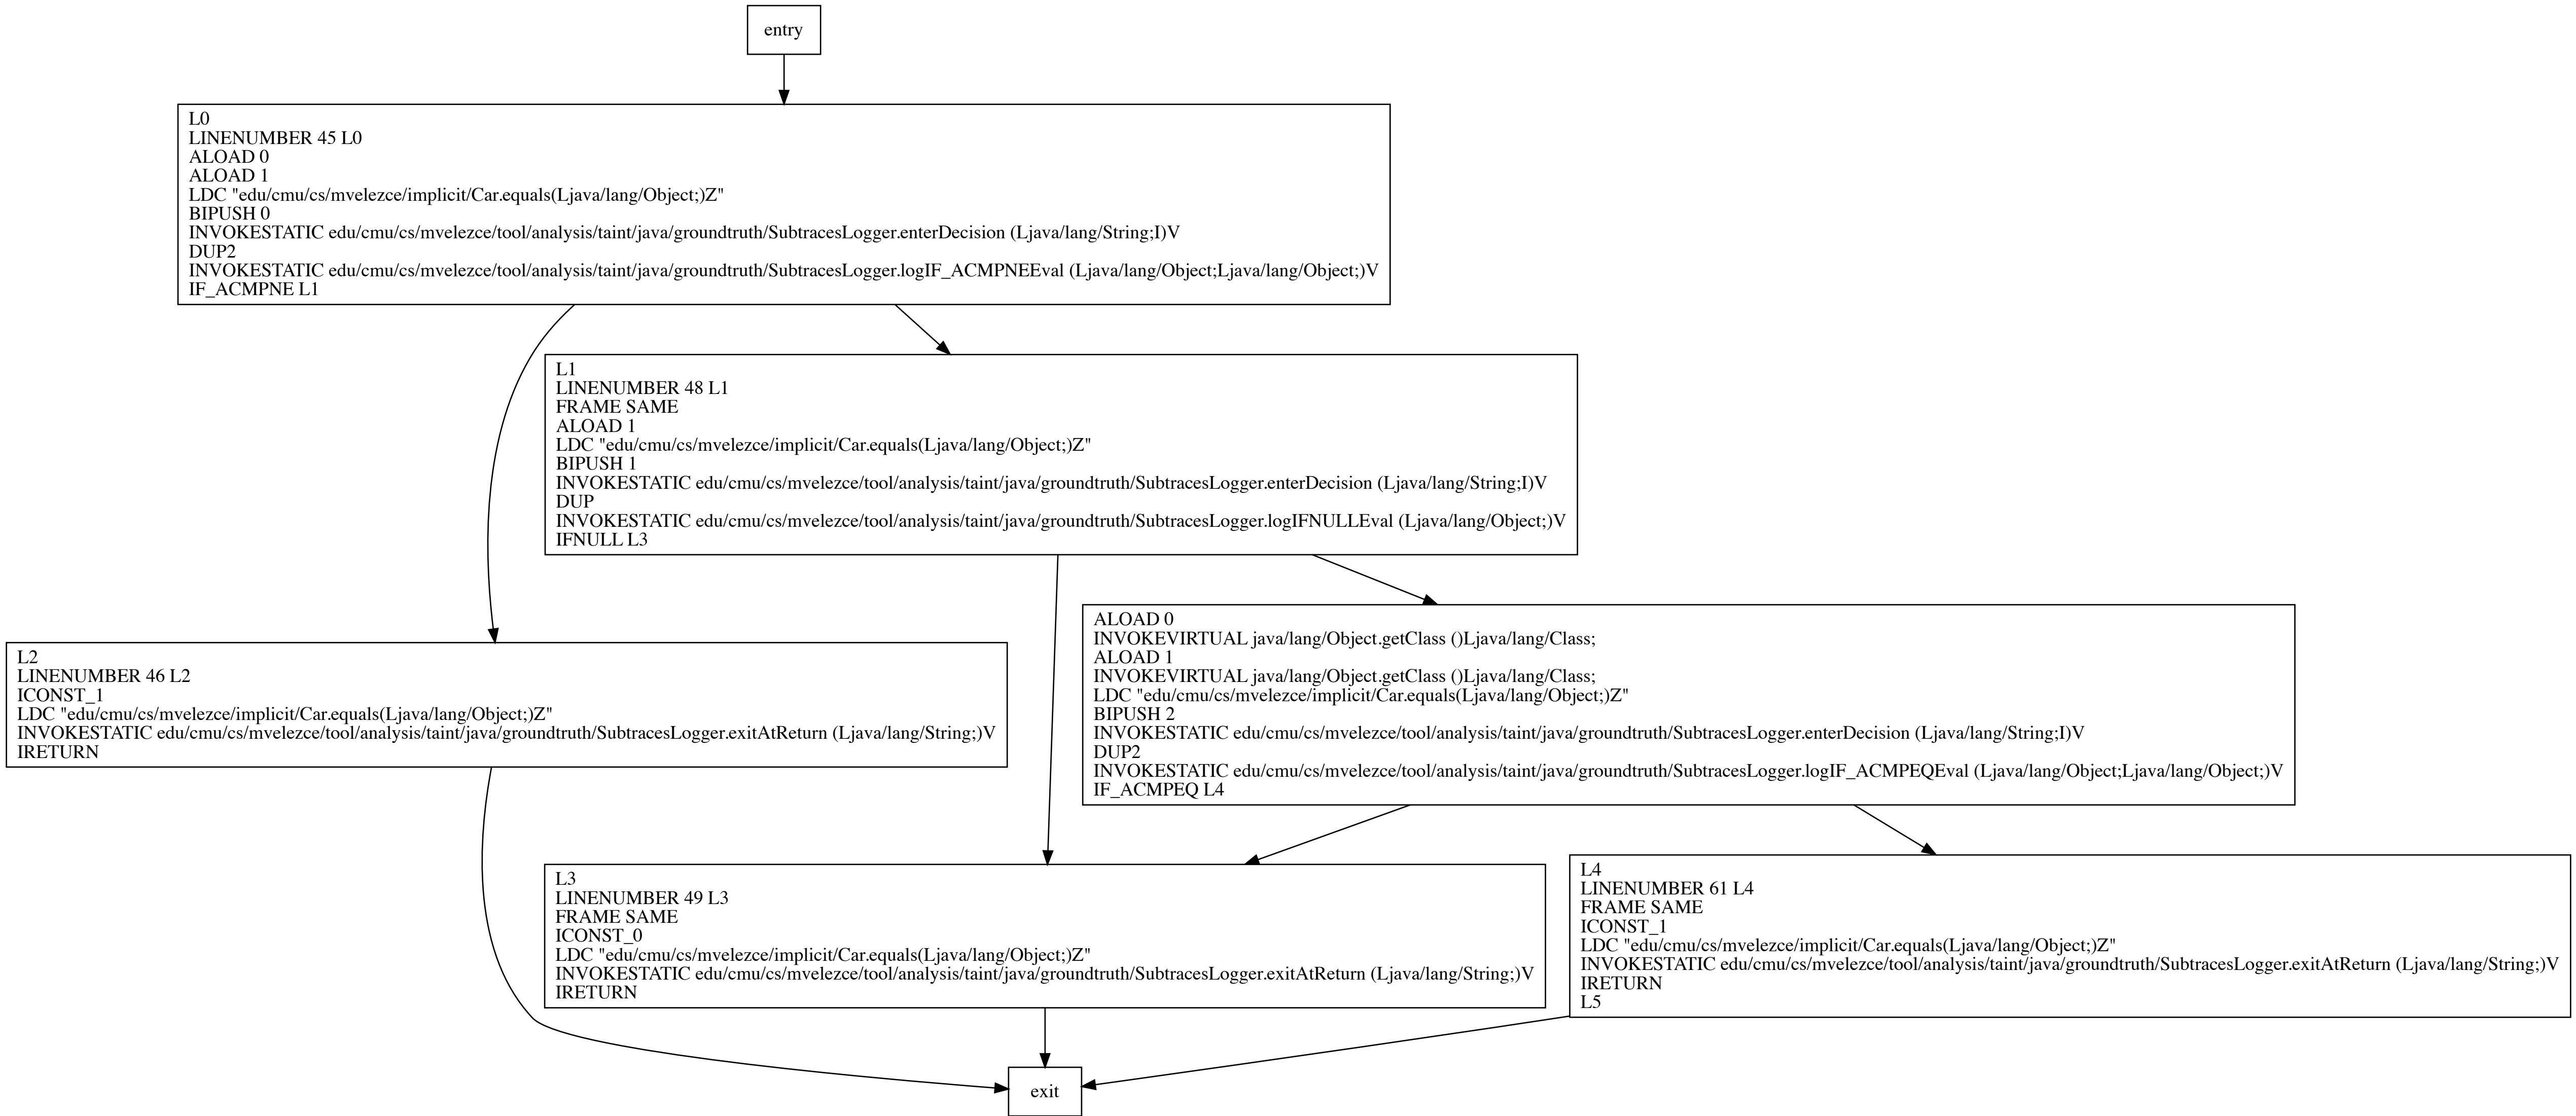 entry
L0
LINENUMBER 45 L0
ALOAD 0
ALOAD 1
LDC "edu/cmu/cs/mvelezce/implicit/Car.equals(Ljava/lang/Object;)Z"
BIPUSH 0
INVOKESTATIC edu/cmu/cs/mvelezce/tool/analysis/taint/java/groundtruth/SubtracesLogger.enterDecision (Ljava/lang/String;I)V
DUP2
INVOKESTATIC edu/cmu/cs/mvelezce/tool/analysis/taint/java/groundtruth/SubtracesLogger.logIF_ACMPNEEval (Ljava/lang/Object;Ljava/lang/Object;)V
IF_ACMPNE L1
L1
LINENUMBER 48 L1
FRAME SAME
ALOAD 1
LDC "edu/cmu/cs/mvelezce/implicit/Car.equals(Ljava/lang/Object;)Z"
BIPUSH 1
INVOKESTATIC edu/cmu/cs/mvelezce/tool/analysis/taint/java/groundtruth/SubtracesLogger.enterDecision (Ljava/lang/String;I)V
DUP
INVOKESTATIC edu/cmu/cs/mvelezce/tool/analysis/taint/java/groundtruth/SubtracesLogger.logIFNULLEval (Ljava/lang/Object;)V
IFNULL L3
ALOAD 0
INVOKEVIRTUAL java/lang/Object.getClass ()Ljava/lang/Class;
ALOAD 1
INVOKEVIRTUAL java/lang/Object.getClass ()Ljava/lang/Class;
LDC "edu/cmu/cs/mvelezce/implicit/Car.equals(Ljava/lang/Object;)Z"
BIPUSH 2
INVOKESTATIC edu/cmu/cs/mvelezce/tool/analysis/taint/java/groundtruth/SubtracesLogger.enterDecision (Ljava/lang/String;I)V
DUP2
INVOKESTATIC edu/cmu/cs/mvelezce/tool/analysis/taint/java/groundtruth/SubtracesLogger.logIF_ACMPEQEval (Ljava/lang/Object;Ljava/lang/Object;)V
IF_ACMPEQ L4
L2
LINENUMBER 46 L2
ICONST_1
LDC "edu/cmu/cs/mvelezce/implicit/Car.equals(Ljava/lang/Object;)Z"
INVOKESTATIC edu/cmu/cs/mvelezce/tool/analysis/taint/java/groundtruth/SubtracesLogger.exitAtReturn (Ljava/lang/String;)V
IRETURN
L3
LINENUMBER 49 L3
FRAME SAME
ICONST_0
LDC "edu/cmu/cs/mvelezce/implicit/Car.equals(Ljava/lang/Object;)Z"
INVOKESTATIC edu/cmu/cs/mvelezce/tool/analysis/taint/java/groundtruth/SubtracesLogger.exitAtReturn (Ljava/lang/String;)V
IRETURN
L4
LINENUMBER 61 L4
FRAME SAME
ICONST_1
LDC "edu/cmu/cs/mvelezce/implicit/Car.equals(Ljava/lang/Object;)Z"
INVOKESTATIC edu/cmu/cs/mvelezce/tool/analysis/taint/java/groundtruth/SubtracesLogger.exitAtReturn (Ljava/lang/String;)V
IRETURN
L5
exit